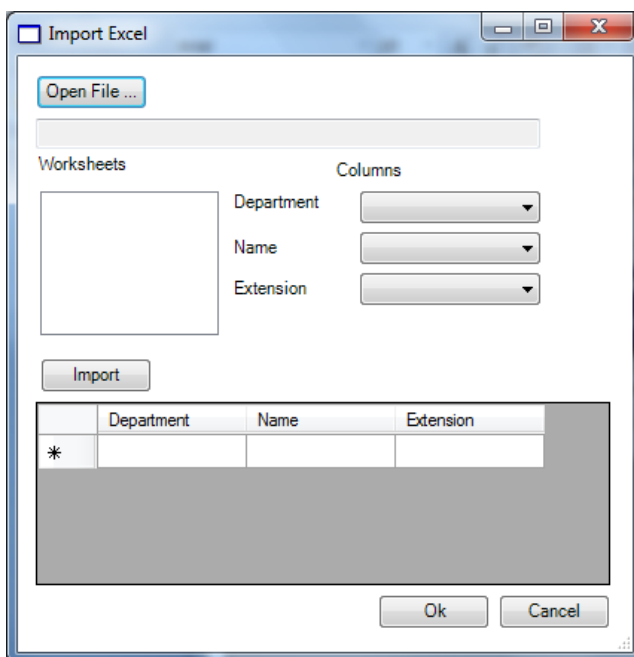 Import Excel
Open File ...
Worksheets Columns
Department
Name
Extension
Import
Department Name Extension
Ok Cancel